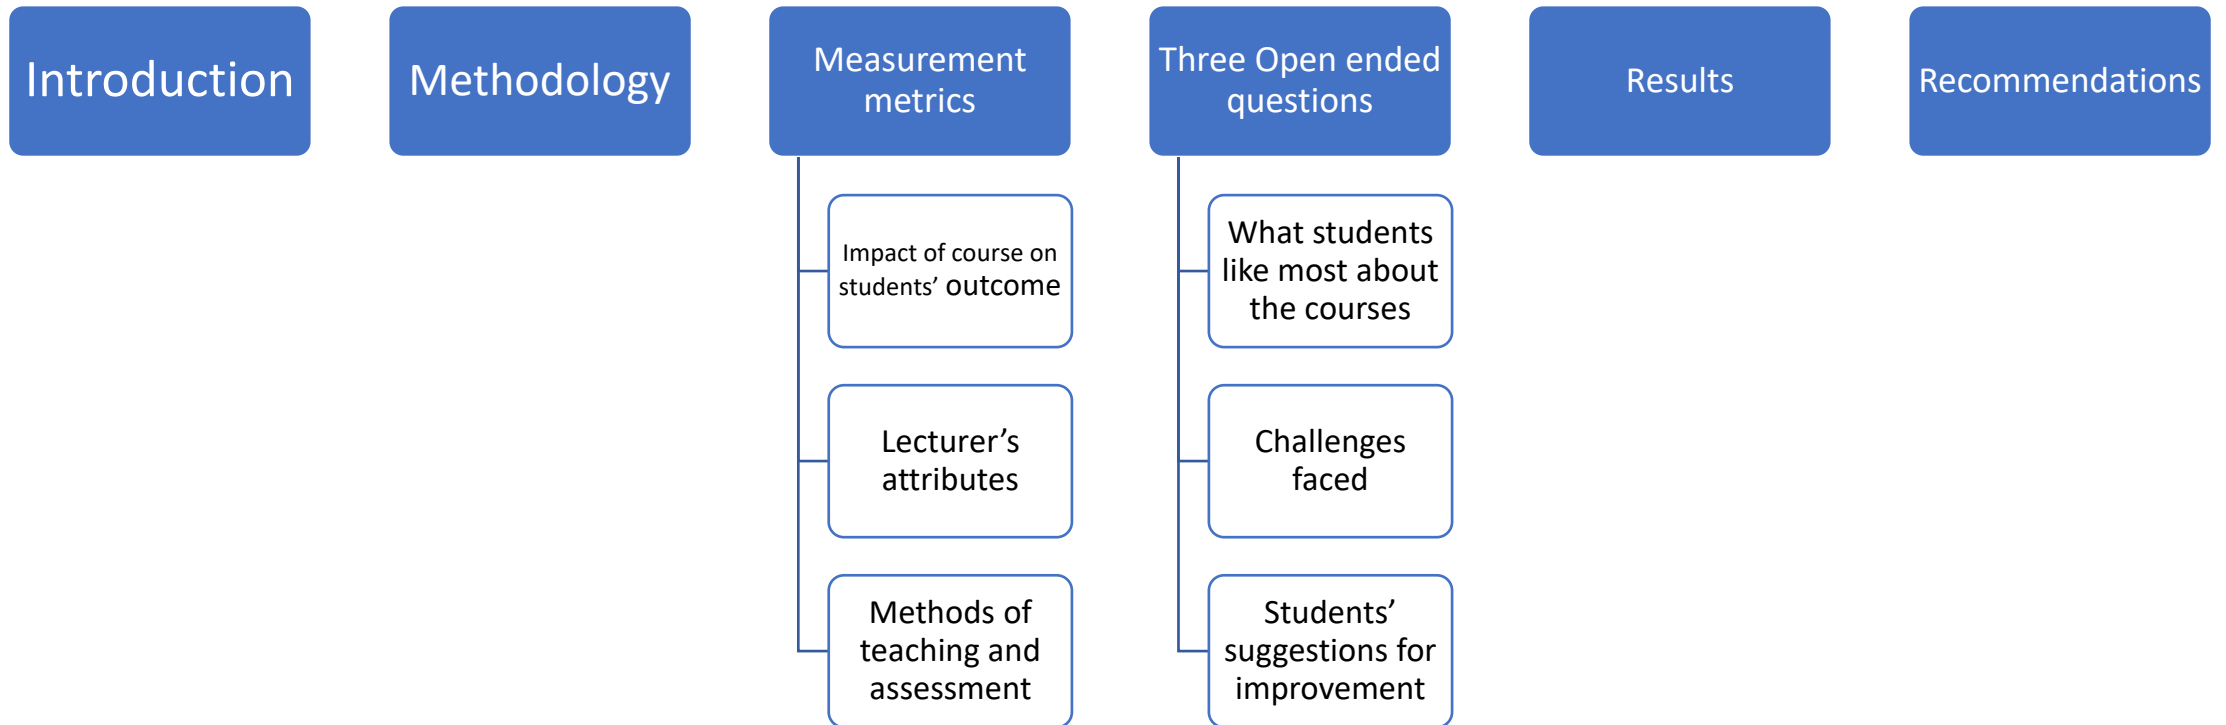 Introduction
Methodology
Measurement
metrics
Impact of course on
students’ outcome
Lecturer’s
attributes
Methods of
teaching and
assessment
Three Open ended
questions
What students
like most about
the courses
Challenges
faced
Students’
suggestions for
improvement
Results
Recommendations